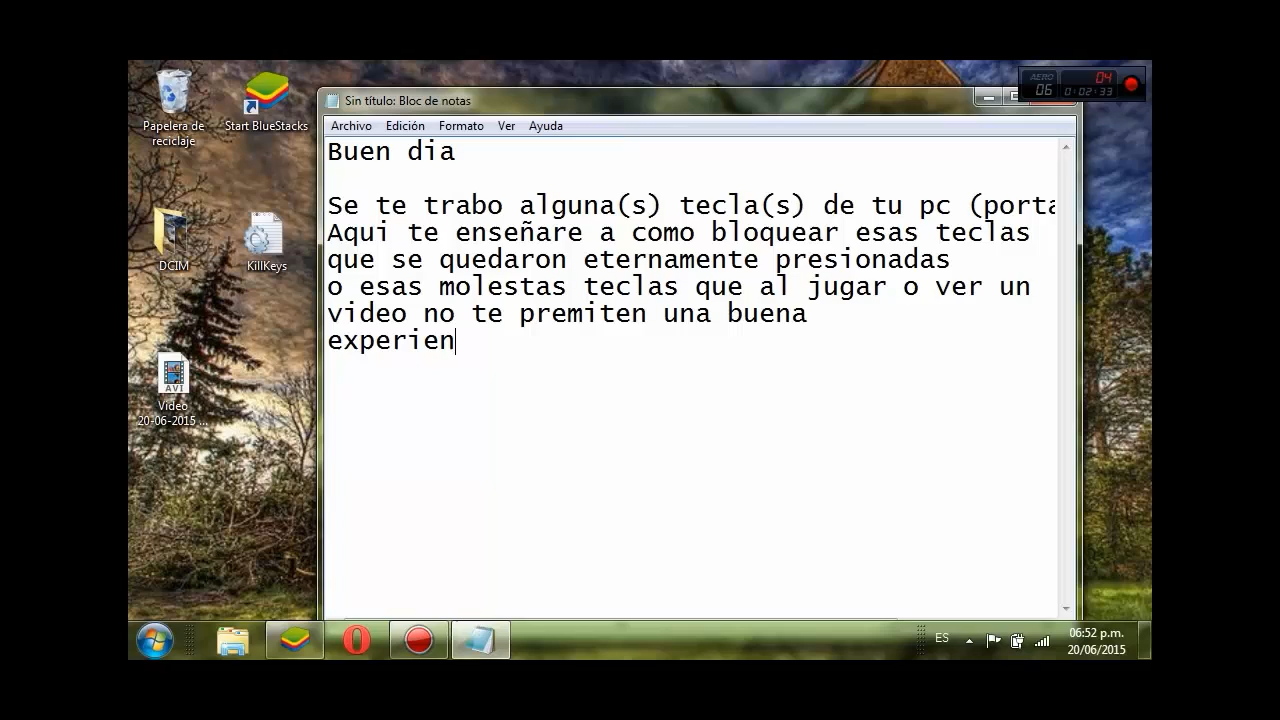 AERO
06
04
0:02:33
Papelera de
reciclaje
Start BlueStacks
Sin título: Bloc de notas
Archivo Edición Formato Ver Ayuda
Buen dia
Se te trabo alguna(s) tecla(s) de tu pc (porta
Aqui te enseñare a como bloquear esas teclas
que se quedaron eternamente presionadas
o esas molestas teclas que al jugar o ver un
video no te premiten una buena
experien
DCIM
KillKeys
AVI
Video
20-06-2015 ...
ES
06:52 p.m.
20/06/2015